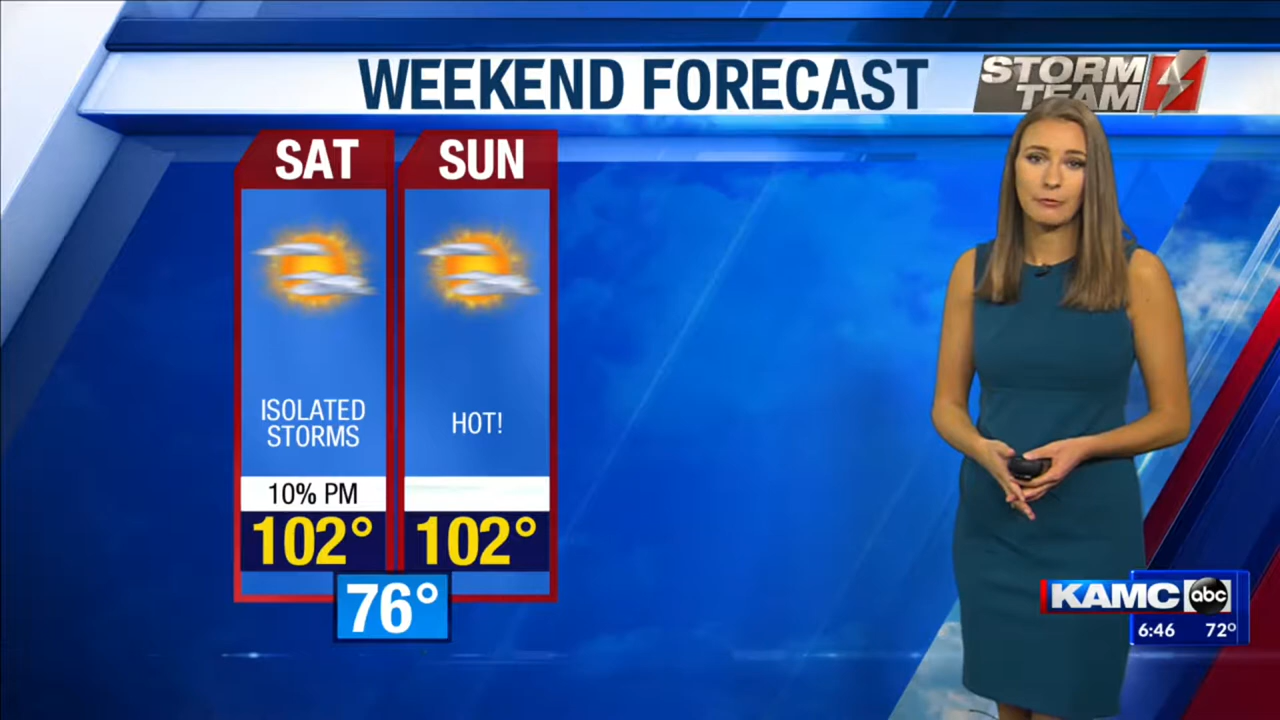 WEEKEND FORECAST
STORM
TEAM
SAT
SUN
ISOLATED
STORMS
HOT!
10% PM
102°
102°
76°
KAMC abc
6:46 72°